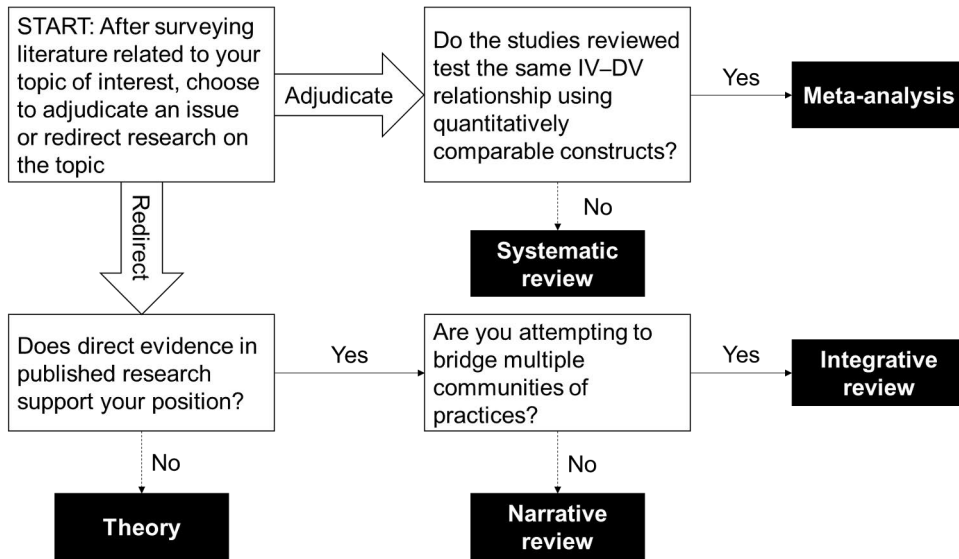 START: After surveying
literature related to your
topic of interest, choose
to adjudicate an issue
or redirect research on
the topic
Adjudicate
Do the studies reviewed
test the same IV–DV
relationship using
quantitatively
comparable constructs?
Yes
Meta-analysis
No
Systematic
review
Redirect
Does direct evidence in
published research
support your position?
Yes
Are you attempting to
bridge multiple
communities of
practices?
Yes
Integrative
review
No
Theory
No
Narrative
review